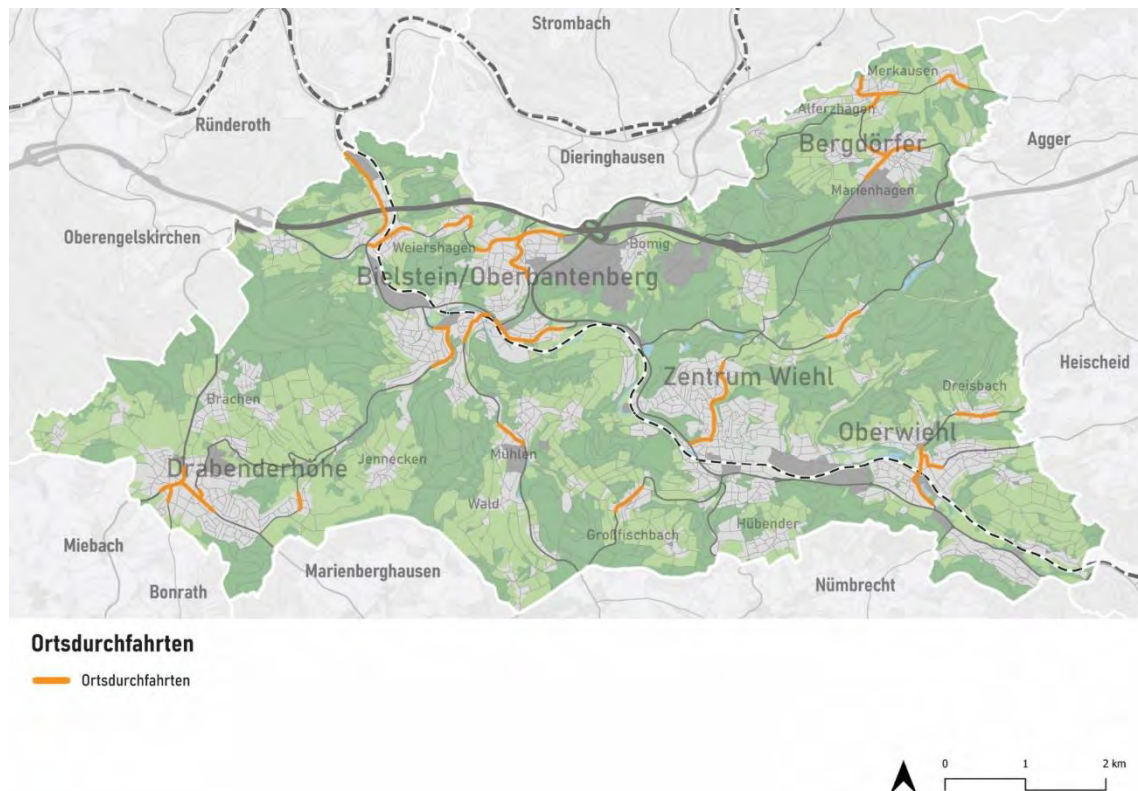 Strombach
Merkausen
Alferzhagen
Ründeroth
Agger
Bergdörfer
Dieringhausen
Marienhagen
Oberengelskirchen
Weiershagen
Bomig
Bielstein/Oberbantenberg
Heischeid
Zentrum Wiehl
Dreisbach
Brächen
Oberwiehl
Drabenderhöhe
Jennecken
Mühlen
Wald
Hübender
Großfischbach
Miebach
Marienberghausen
Nümbrecht
Bonrath
Ortsdurchfahrten
Ortsdurchfahrten
0 1 2 km